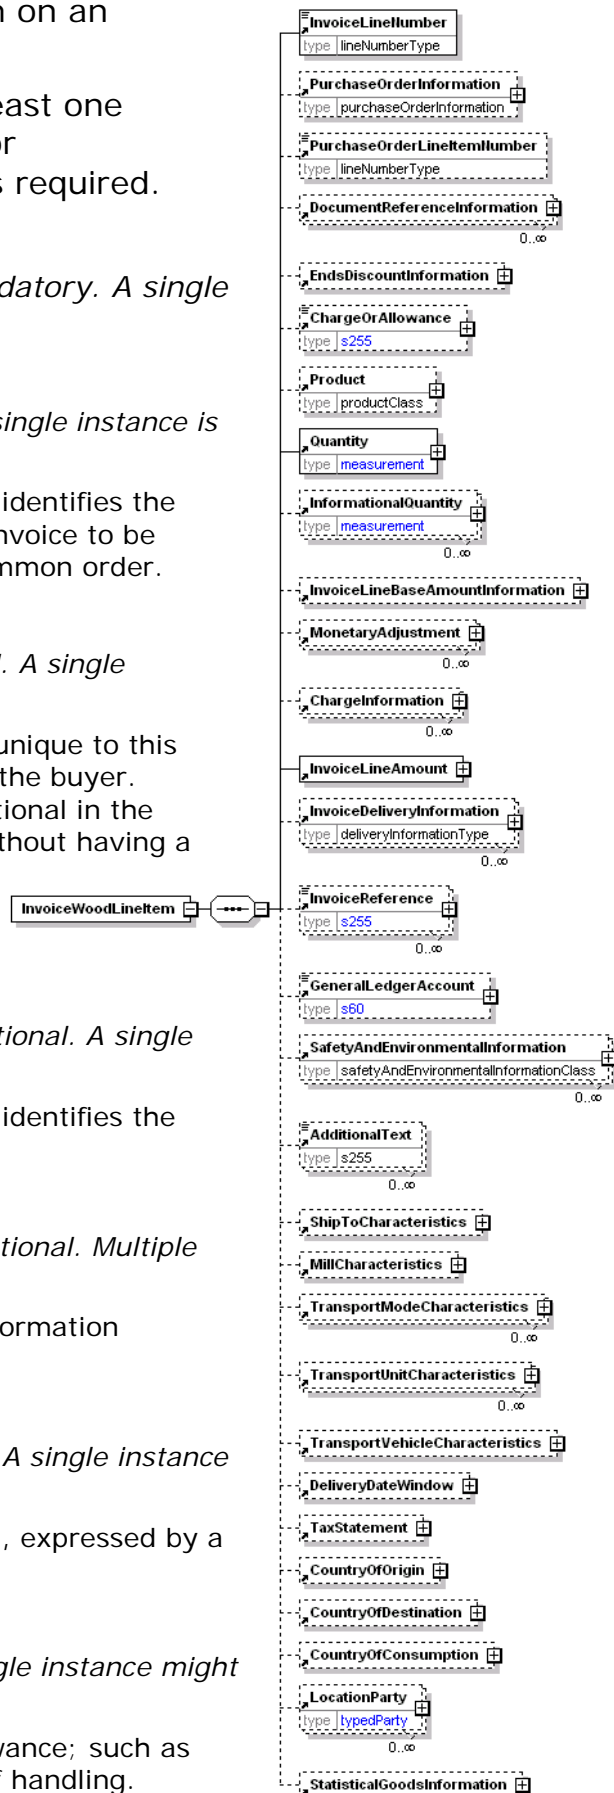 n on an
east one
or
s required.
datory. A single
single instance is
identifies the
nvoice to be
mmon order.
l. A single
unique to this
the buyer.
tional in the
ithout having a
tional. A single
identifies the
tional. Multiple
formation
A single instance
, expressed by a
gle instance might
vance; such as
f handling.
InvoiceWoodLineItem
InvoiceLineNumber
type lineNumberType
PurchaseOrderInformation
type purchaseOrderInformation
PurchaseOrderLineItemNumber
type lineNumberType
DocumentReferenceInformation
0..∞
EndsDiscountInformation
ChargeOrAllowance
type s255
Product
type productClass
Quantity
type measurement
InformationalQuantity
type measurement
0..∞
InvoiceLineBaseAmountInformation
MonetaryAdjustment
0..∞
ChargeInformation
0..∞
InvoiceLineAmount
InvoiceDeliveryInformation
type deliveryInformationType
0..∞
InvoiceReference
type s255
0..∞
GeneralLedgerAccount
type s60
SafetyAndEnvironmentalInformation
type safetyAndEnvironmentalInformationClass
0..∞
AdditionalText
type s255
0..∞
ShipToCharacteristics
MillCharacteristics
TransportModeCharacteristics
0..∞
TransportUnitCharacteristics
0..∞
TransportVehicleCharacteristics
DeliveryDateWindow
TaxStatement
CountryOfOrigin
CountryOfDestination
CountryOfConsumption
LocationParty
type typedParty
0..∞
StatisticalGoodsInformation